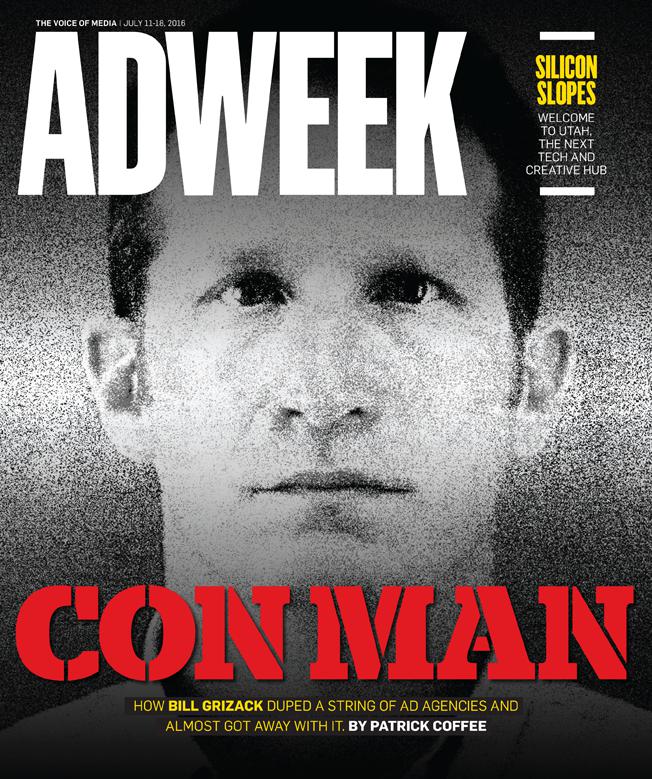 THE VOICE OF MEDIA | JULY 11-18, 2016
ADWEEK
SILICON
SLOPES
WELCOME
TO UTAH,
THE NEXT
TECH AND
CREATIVE HUB
CON MAN
HOW BILL GRIZACK DUPED A STRING OF AD AGENCIES AND
ALMOST GOT AWAY WITH IT. BY PATRICK COFFEE